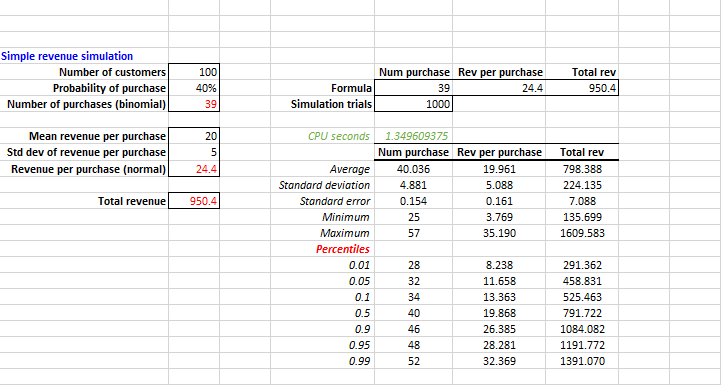 Simple revenue simulation
Number of customers 100 Num purchase Rev per purchase Total rev
Probability of purchase 40% Formula 39 24.4 950.4
Number of purchases (binomial) 39 Simulation trials 1000
Mean revenue per purchase 20 CPU seconds 1.349609375
Std dev of revenue per purchase 5 Num purchase Rev per purchase Total rev
Revenue per purchase (normal) 24.4 Average 40.036 19.961 798.388
Standard deviation 4.881 5.088 224.135
Total revenue 950.4 Standard error 0.154 0.161 7.088
Minimum 25 3.769 135.699
Maximum 57 35.190 1609.583
Percentiles
0.01 28 8.238 291.362
0.05 32 11.658 458.831
0.1 34 13.363 525.463
0.5 40 19.868 791.722
0.9 46 26.385 1084.082
0.95 48 28.281 1191.772
0.99 52 32.369 1391.070